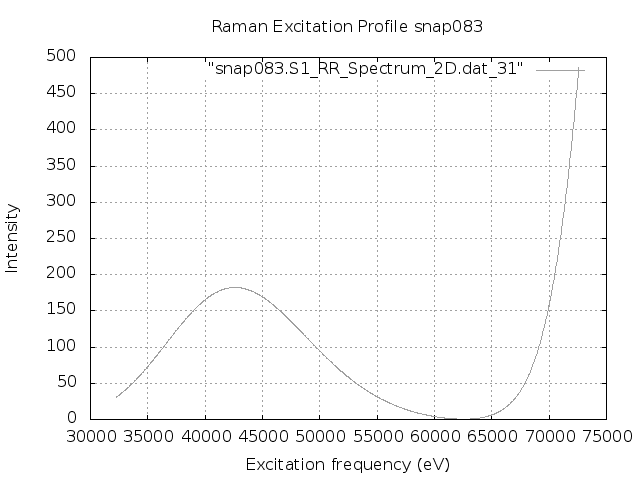 Raman Excitation Profile snap083
"snap083.S1_RR_Spectrum_2D.dat_31"
500
450
400
350
300
250
200
150
100
50
0
Intensity
30000 35000 40000 45000 50000 55000 60000 65000 70000 75000
Excitation frequency (eV)